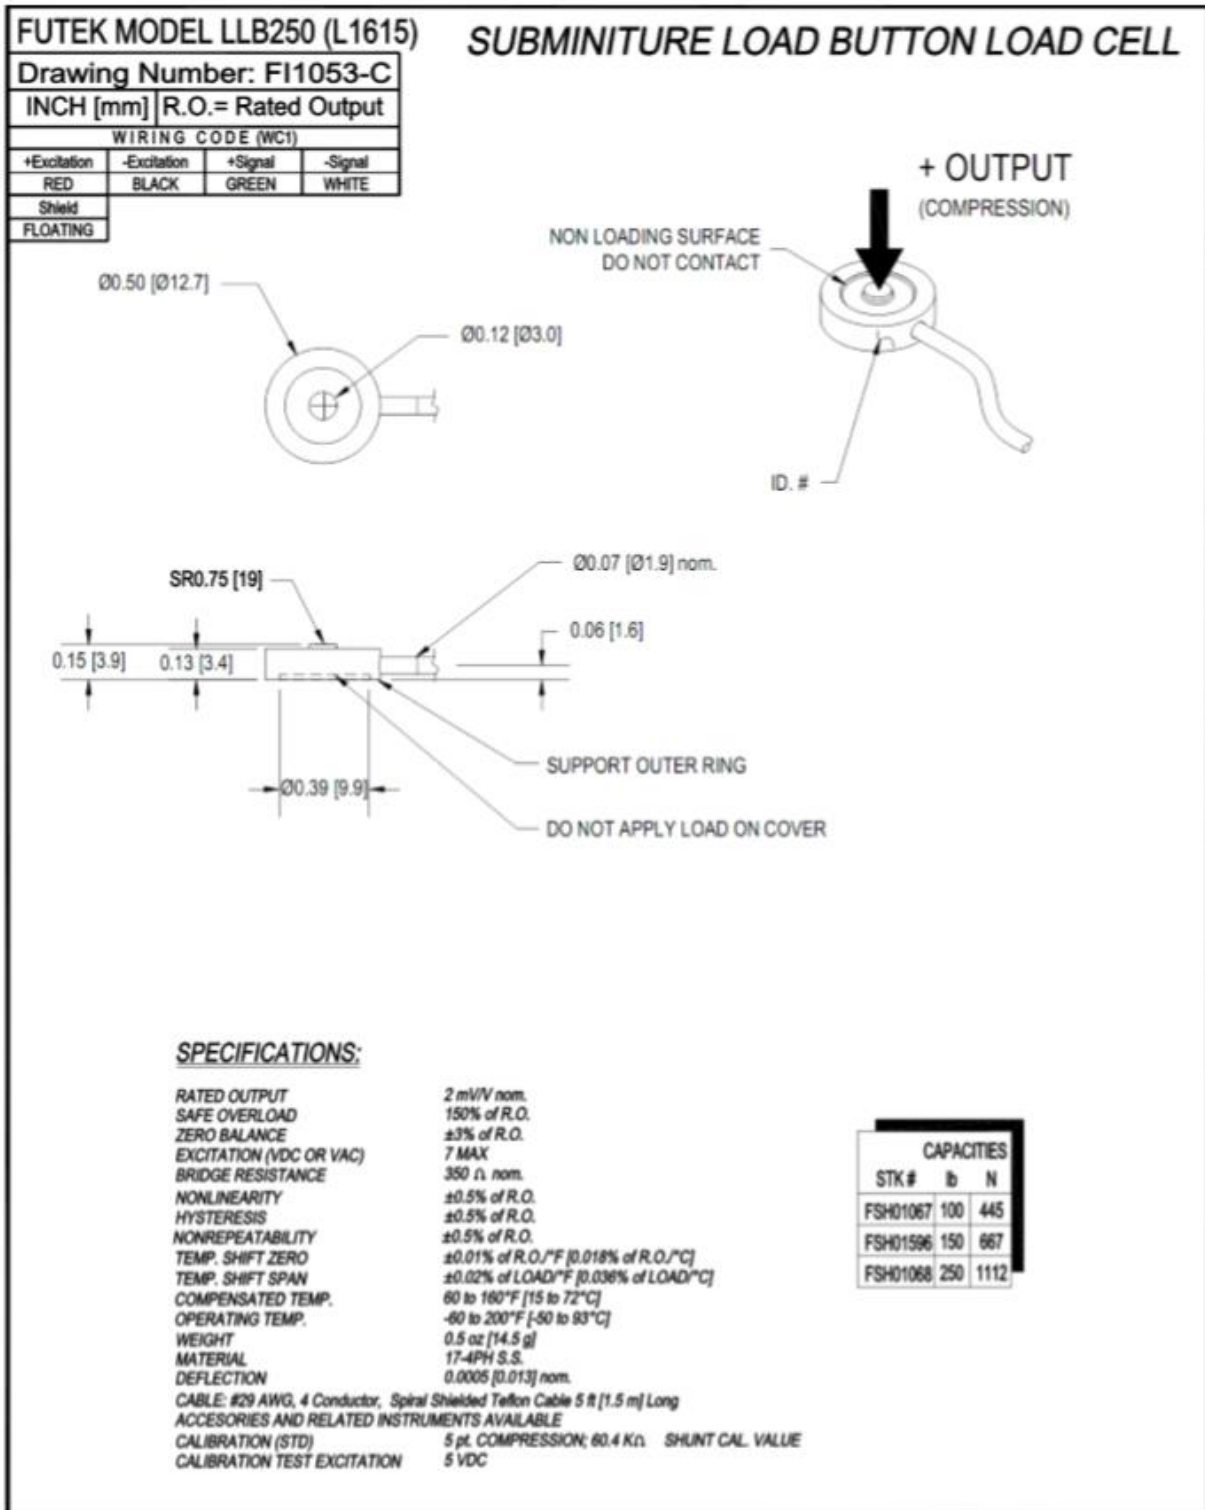 FUTEK MODEL LLB250 (L1615)
SUBMINITURE LOAD BUTTON LOAD CELL
Drawing Number: FI1053-C
INCH [mm] R.O.= Rated Output
WIRING CODE (WC1)
+Excitation -Excitation +Signal -Signal
RED BLACK GREEN WHITE
Shield
FLOATING
+ OUTPUT
(COMPRESSION)
NON LOADING SURFACE
DO NOT CONTACT
Ø0.50 [Ø12.7]
Ø0.12 [Ø3.0]
ID. #
SR0.75 [19]
Ø0.07 [Ø1.9] nom.
0.06 [1.6]
0.15 [3.9] 0.13 [3.4]
SUPPORT OUTER RING
Ø0.39 [9.9]
DO NOT APPLY LOAD ON COVER
SPECIFICATIONS:
RATED OUTPUT 2 mV/V nom.
SAFE OVERLOAD 150% of R.O.
ZERO BALANCE ±3% of R.O.
EXCITATION (VDC OR VAC) 7 MAX
BRIDGE RESISTANCE 350 Ω nom.
NONLINEARITY ±0.5% of R.O.
HYSTERESIS ±0.5% of R.O.
NONREPEATABILITY ±0.5% of R.O.
TEMP. SHIFT ZERO ±0.01% of R.O./°F [0.018% of R.O./°C]
TEMP. SHIFT SPAN ±0.02% of LOAD/°F [0.036% of LOAD/°C]
COMPENSATED TEMP. 60 to 160°F [15 to 72°C]
OPERATING TEMP. -60 to 200°F [-50 to 93°C]
WEIGHT 0.5 oz [14.5 g]
MATERIAL 17-4PH S.S.
DEFLECTION 0.0005 [0.013] nom.
CABLE: #29 AWG, 4 Conductor, Spiral Shielded Teflon Cable 5 ft [1.5 m] Long
ACCESORIES AND RELATED INSTRUMENTS AVAILABLE
CALIBRATION (STD) 5 pt. COMPRESSION; 60.4 KΩ SHUNT CAL. VALUE
CALIBRATION TEST EXCITATION 5 VDC
CAPACITIES
STK # lb N
FSH01067 100 445
FSH01596 150 667
FSH01068 250 1112